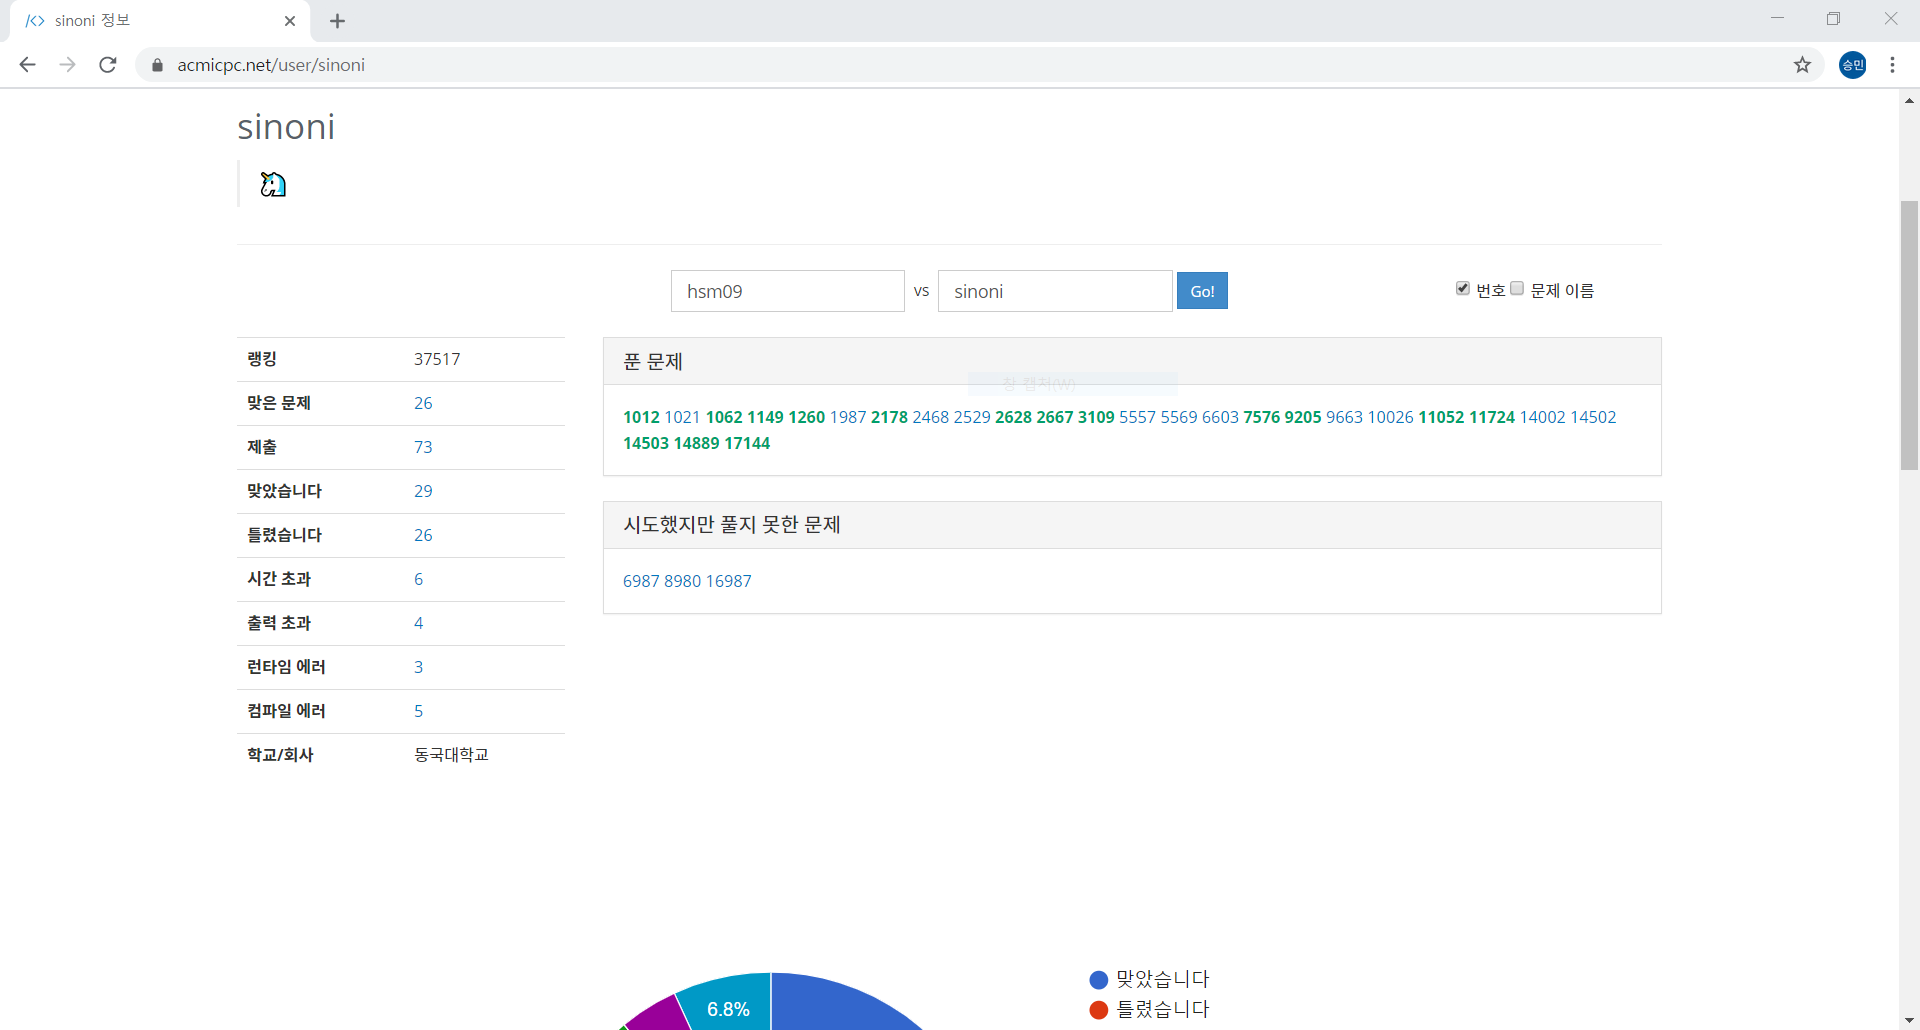 sinoni 정보
acmicpc.net/user/sinoni
승민
sinoni
hsm09 vs sinoni Go! 번호 문제 이름
랭킹 37517
맞은 문제 26
제출 73
맞았습니다 29
틀렸습니다 26
시간 초과 6
출력 초과 4
런타임 에러 3
컴파일 에러 5
학교/회사 동국대학교
푼 문제
창 캡처(W)
1012 1021 1062 1149 1260 1987 2178 2468 2529 2628 2667 3109 5557 5569 6603 7576 9205 9663 10026 11052 11724 14002 14502
14503 14889 17144
시도했지만 풀지 못한 문제
6987 8980 16987
6.8%
맞았습니다
틀렸습니다